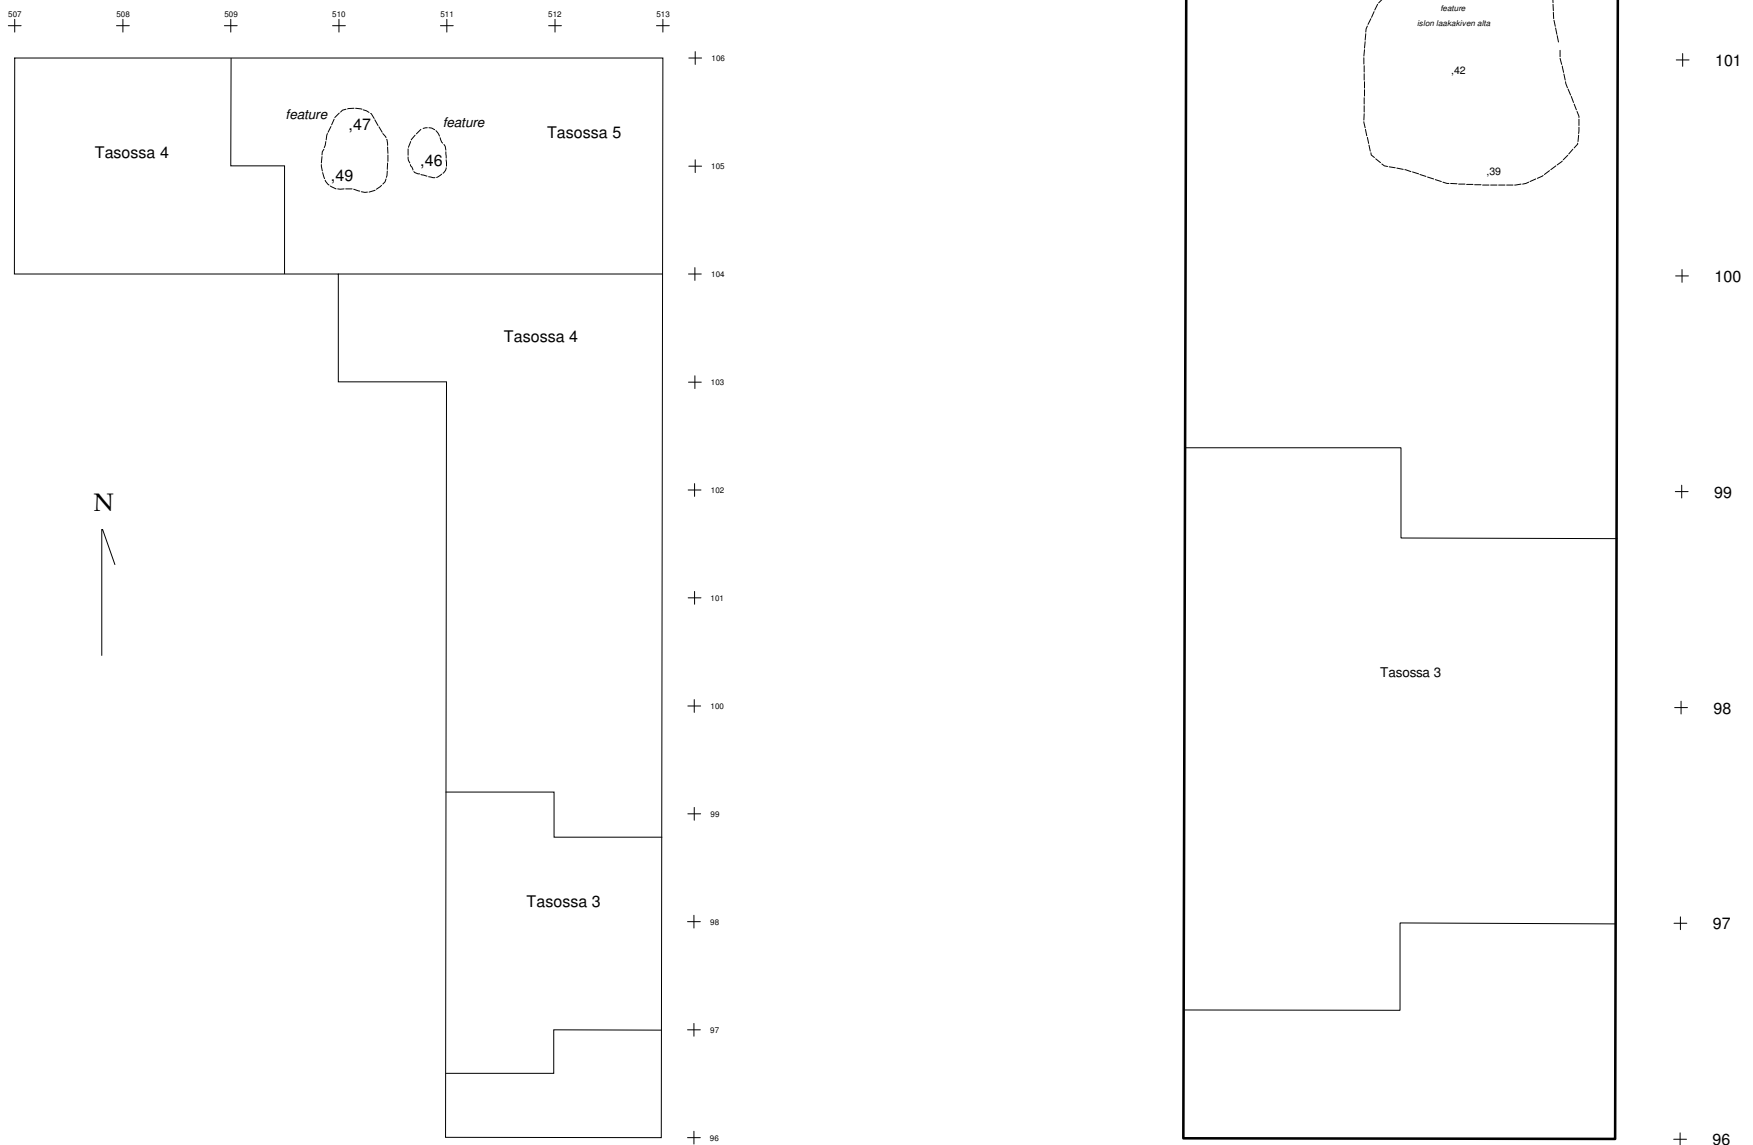 507 508 509 510 511 512 513
106
feature
,47
feature
Tasossa 5
Tasossa 4
,46
105
,49
104
Tasossa 4
103
102
N
101
100
99
Tasossa 3
98
97
96
feature
islon laakakiven alta
,42
101
,39
100
99
Tasossa 3
98
97
96